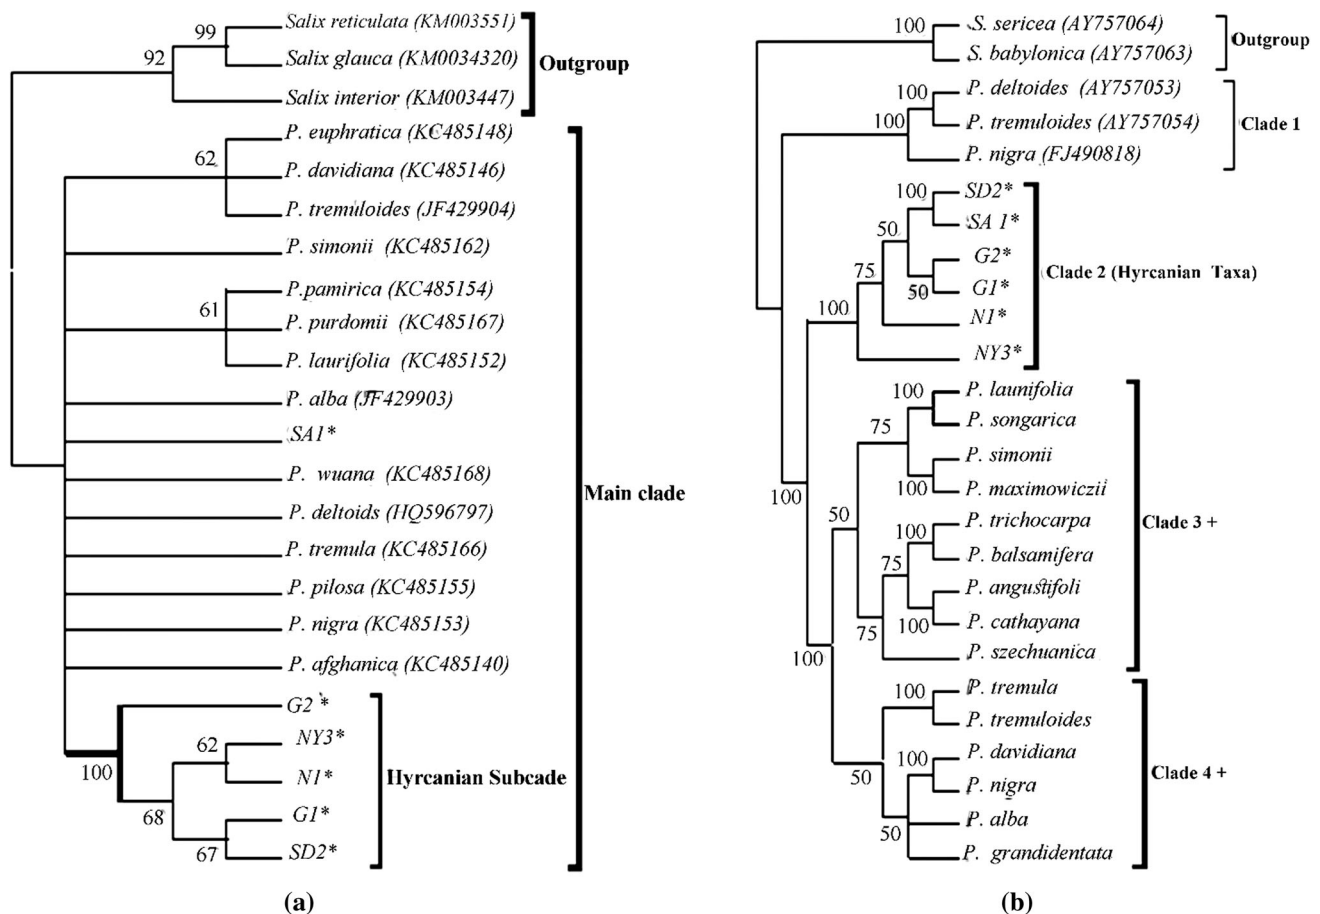 Salix reticulata (KM003551)
99
Salix glauca (KM0034320)
92
Outgroup
Salix interior (KM003447)
P. euphratica (KC485148)
62
P. davidiana (KC485146)
P. tremuloides (JF429904)
P. simonii (KC485162)
P.pamirica (KC485154)
61
P. purdomii (KC485167)
P. laurifolia (KC485152)
P. alba (JF429903)
SA1*
P. wuana (KC485168)
Main clade
P. deltoids (HQ596797)
P. tremula (KC485166)
P. pilosa (KC485155)
P. nigra (KC485153)
P. afghanica (KC485140)
G2 *
NY3*
62
100
N1*
Hyrcanian Subcade
68
G1*
67
SD2*
(a)
100
S. sericea (AY757064)
Outgroup
S. babylonica (AY757063)
100
P. deltoides (AY757053)
100
P. tremuloides (AY757054)
Clade 1
P. nigra (FJ490818)
100
SD2*
SA 1*
50
G2*
75
Clade 2 (Hyrcanian Taxa)
50
G1*
100
N1*
NY3*
100
P. launifolia
75
P. songarica
P. simonii
100
P. maximowiczii
100
50
P. trichocarpa
Clade 3 +
100
P. balsamifera
75
P. angustifoli
100
P. cathayana
75
P. szechuanica
100
100
P. tremula
P. tremuloides
P. davidiana
100
50
Clade 4 +
P. nigra
P. alba
50
P. grandidentata
(b)